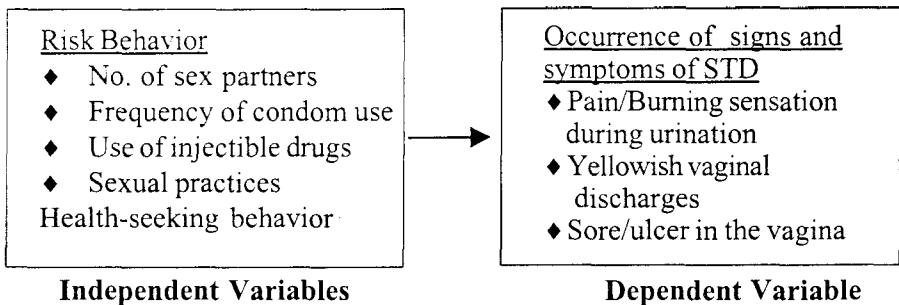 Risk Behavior
♦ No. of sex partners
♦ Frequency of condom use
♦ Use of injectible drugs
♦ Sexual practices
Health-seeking behavior
Independent Variables
Occurrence of signs and
symptoms of STD
♦ Pain/Burning sensation
during urination
♦ Yellowish vaginal
discharges
♦ Sore/ulcer in the vagina
Dependent Variable